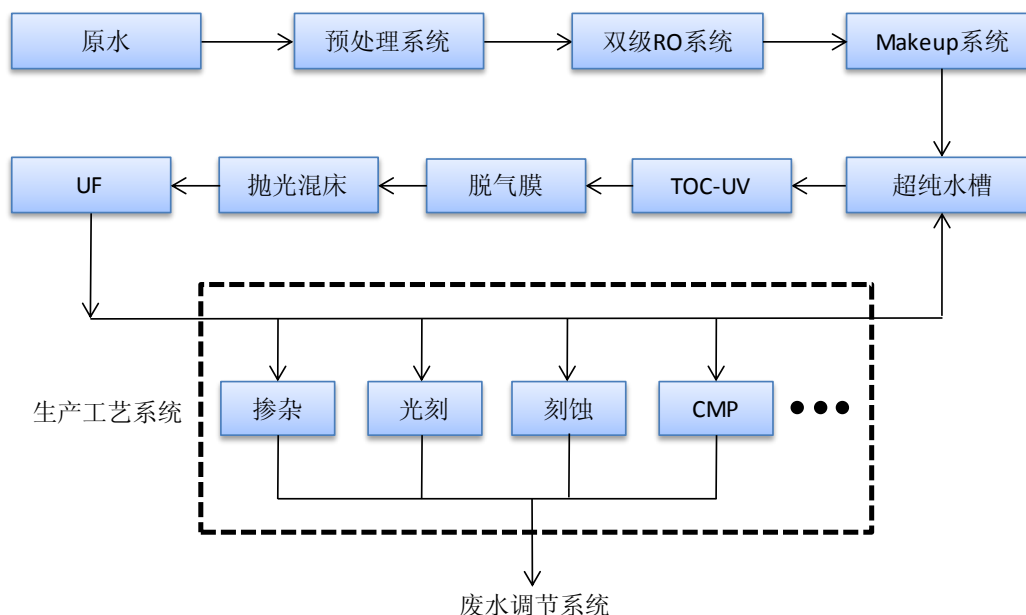 原水
预处理系统
双级RO系统
Makeup系统
UF
抛光混床
脱气膜
TOC-UV
超纯水槽
生产工艺系统
掺杂
光刻
刻蚀
CMP
废水调节系统